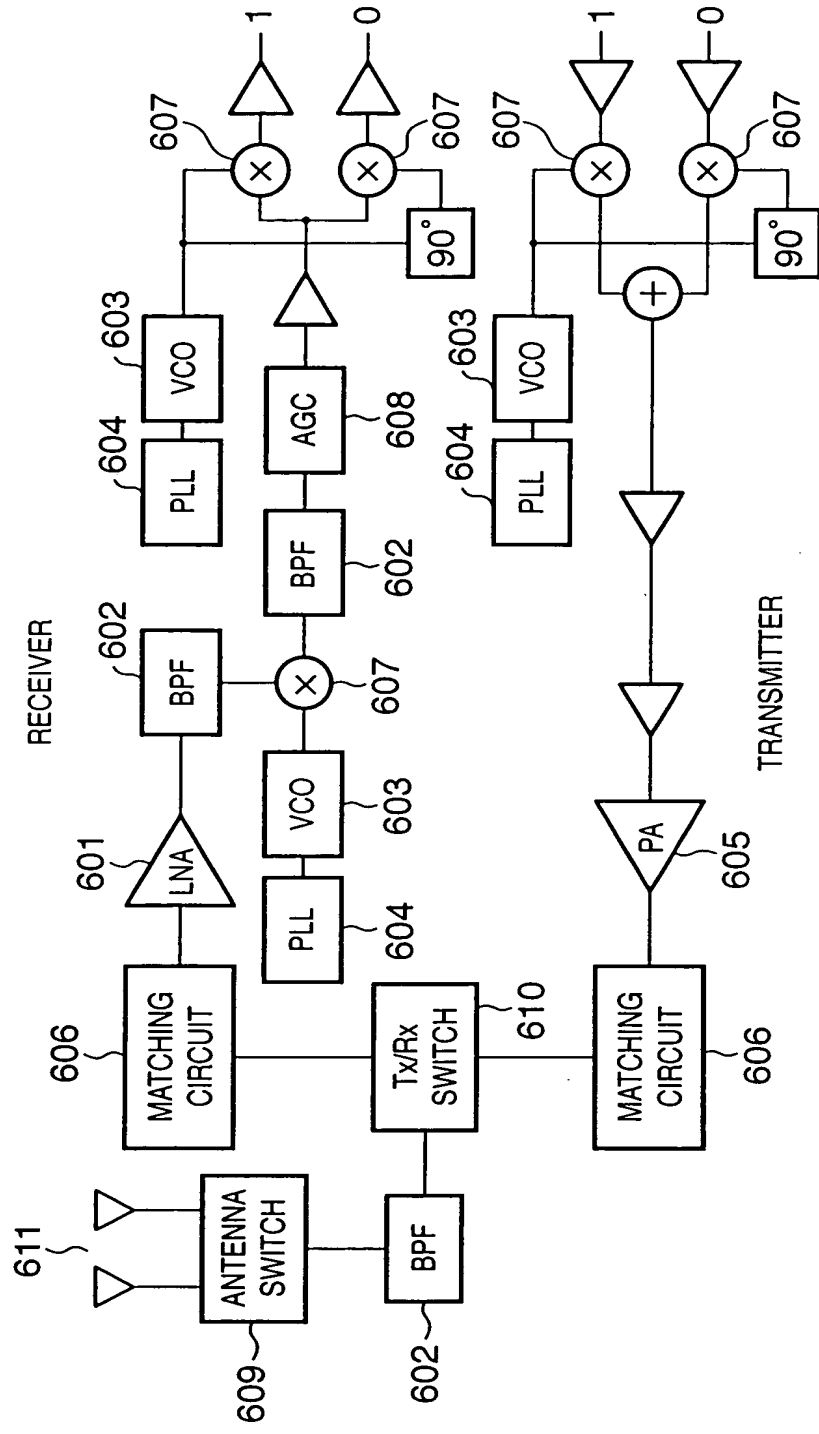 RECEIVER
611
609
ANTENNA
SWITCH
602
BPF
606
MATCHING
CIRCUIT
Tx/Rx
SWITCH
610
601
LNA
602
BPF
604
PLL
603
VCO
607
602
BPF
608
AGC
604
PLL
603
VCO
90°
607
607
1
0
TRANSMITTER
606
MATCHING
CIRCUIT
605
PA
604
PLL
603
VCO
90°
607
607
1
0